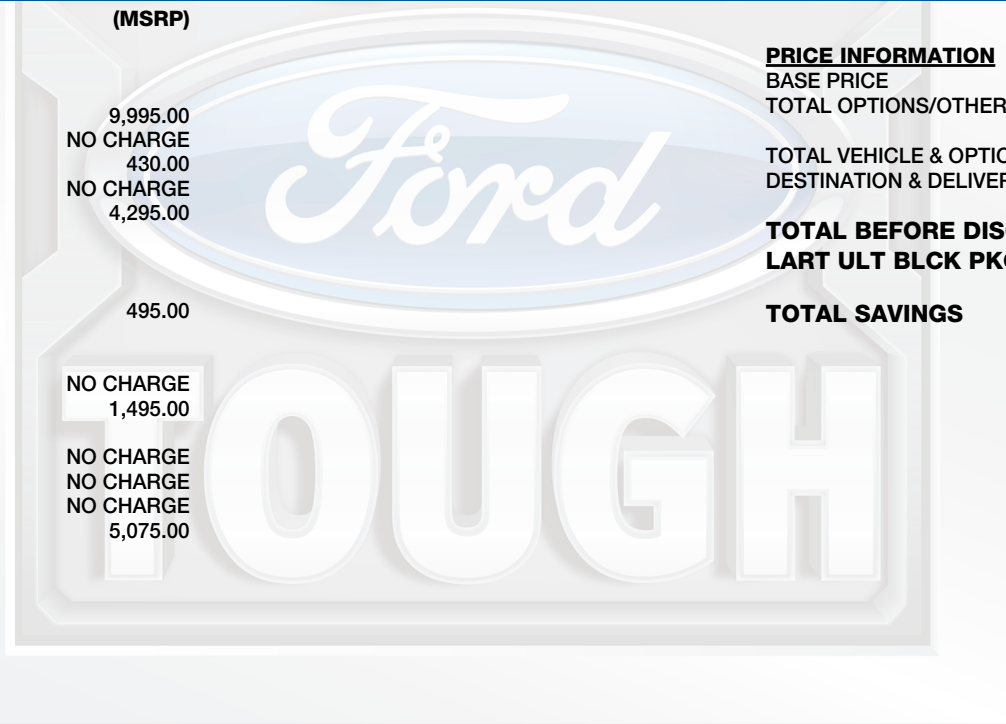 (MSRP)
9,995.00
NO CHARGE
430.00
NO CHARGE
4,295.00
495.00
NO CHARGE
1,495.00
NO CHARGE
NO CHARGE
NO CHARGE
5,075.00
Ford
TOUGH
PRICE INFORMATION
BASE PRICE
TOTAL OPTIONS/OTHER
TOTAL VEHICLE & OPTIO
DESTINATION & DELIVER
TOTAL BEFORE DIS
LART ULT BLCK PK
TOTAL SAVINGS